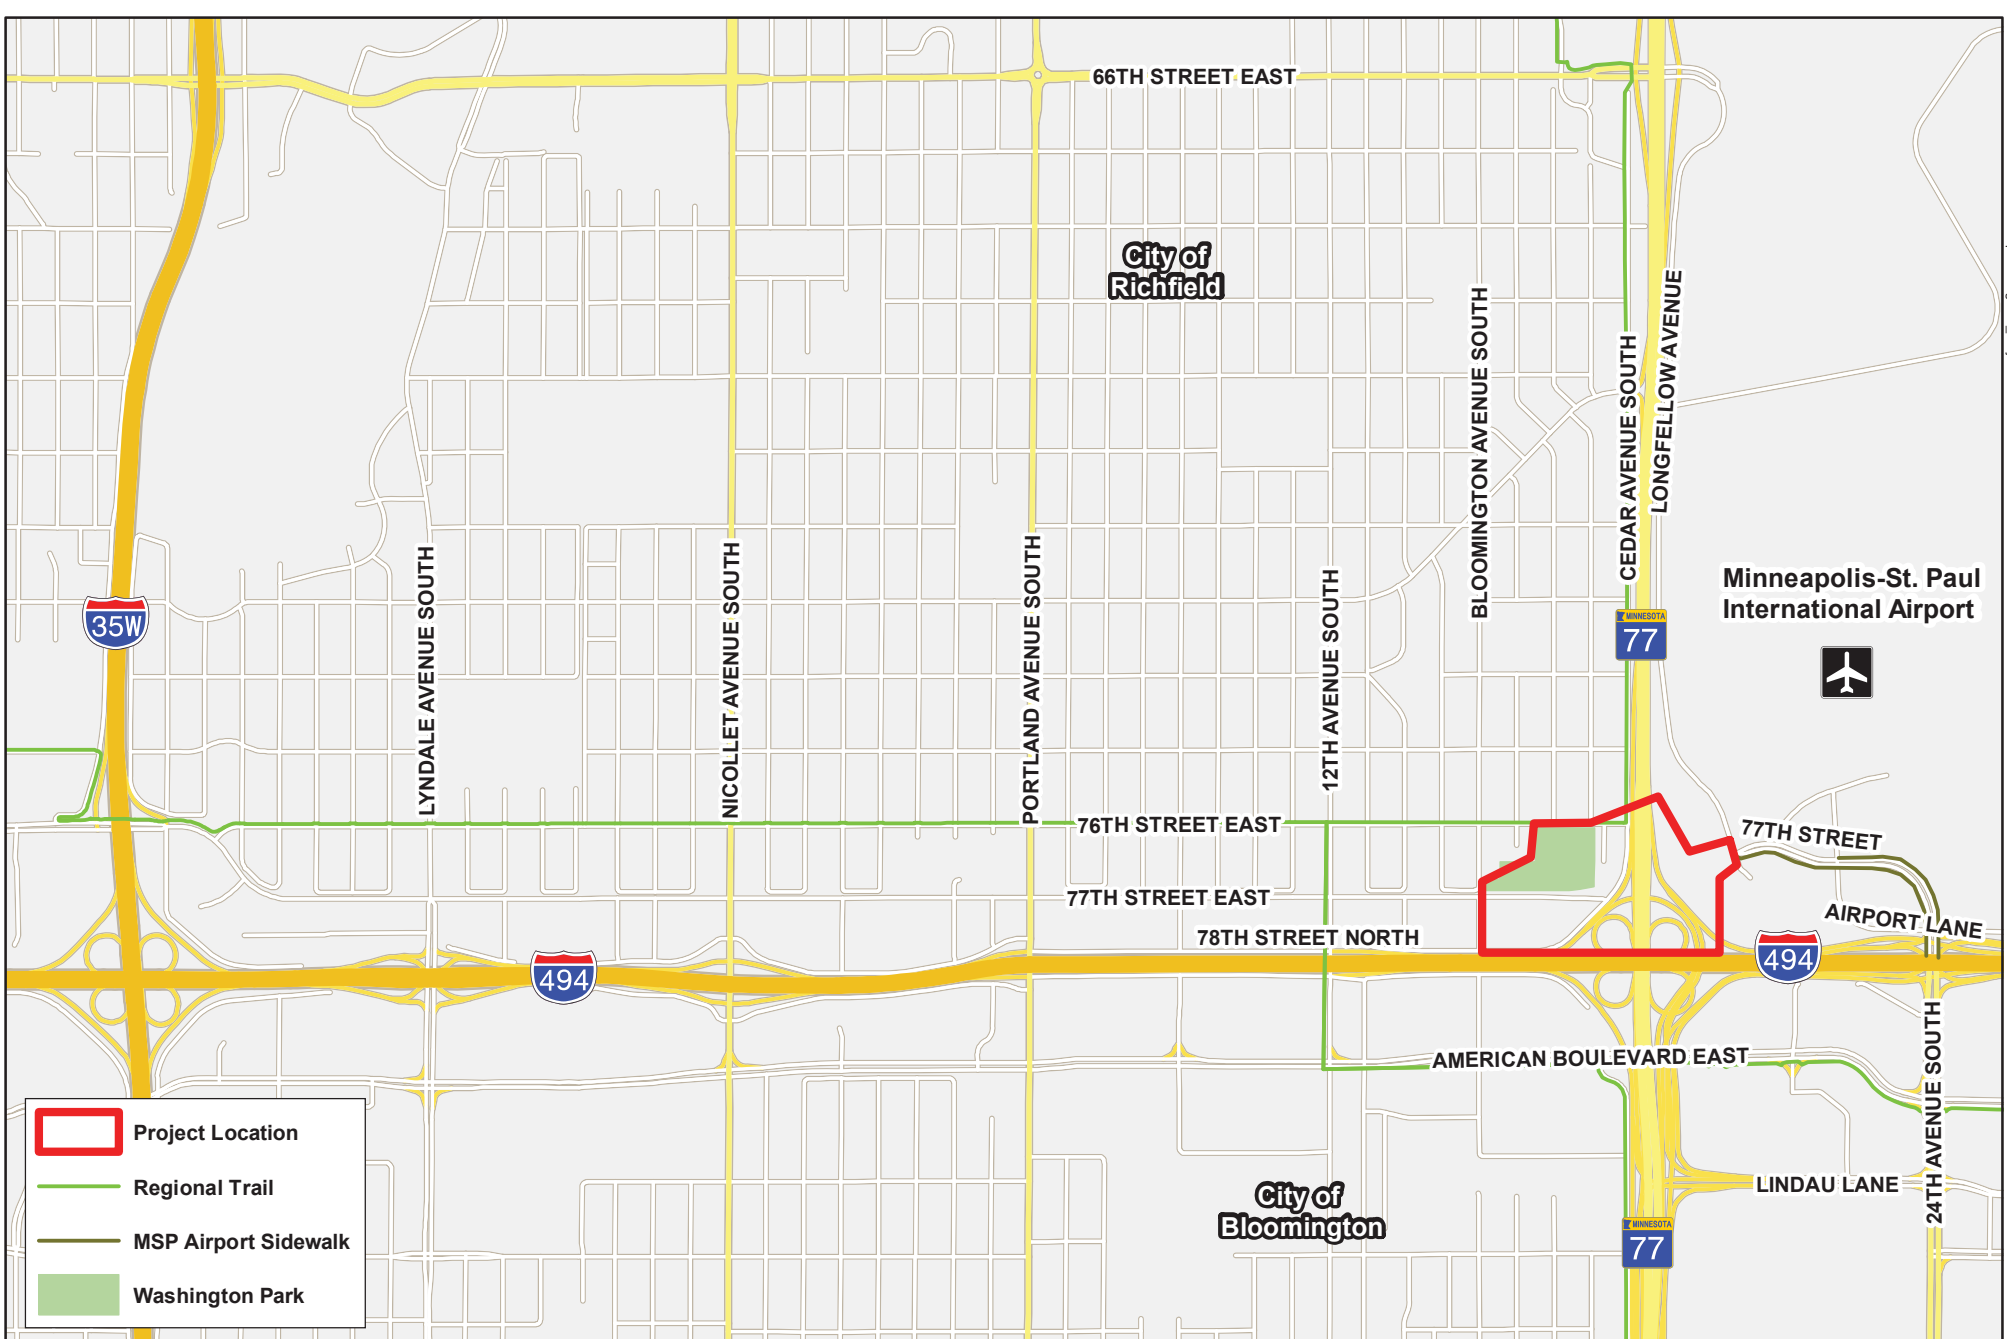 66TH STREET EAST
City of
Richfield
BLOOMINGTON AVENUE SOUTH
CEDAR AVENUE SOUTH
LONGFELLOW AVENUE
LYNDALE AVENUE SOUTH
NICOLLET AVENUE SOUTH
PORTLAND AVENUE SOUTH
12TH AVENUE SOUTH
Minneapolis-St. Paul
International Airport
35W
MINNESOTA
77
76TH STREET EAST
77TH STREET
77TH STREET EAST
AIRPORT LANE
78TH STREET NORTH
494
494
AMERICAN BOULEVARD EAST
24TH AVENUE SOUTH
LINDAU LANE
City of
Bloomington
MINNESOTA
77
Project Location
Regional Trail
MSP Airport Sidewalk
Washington Park